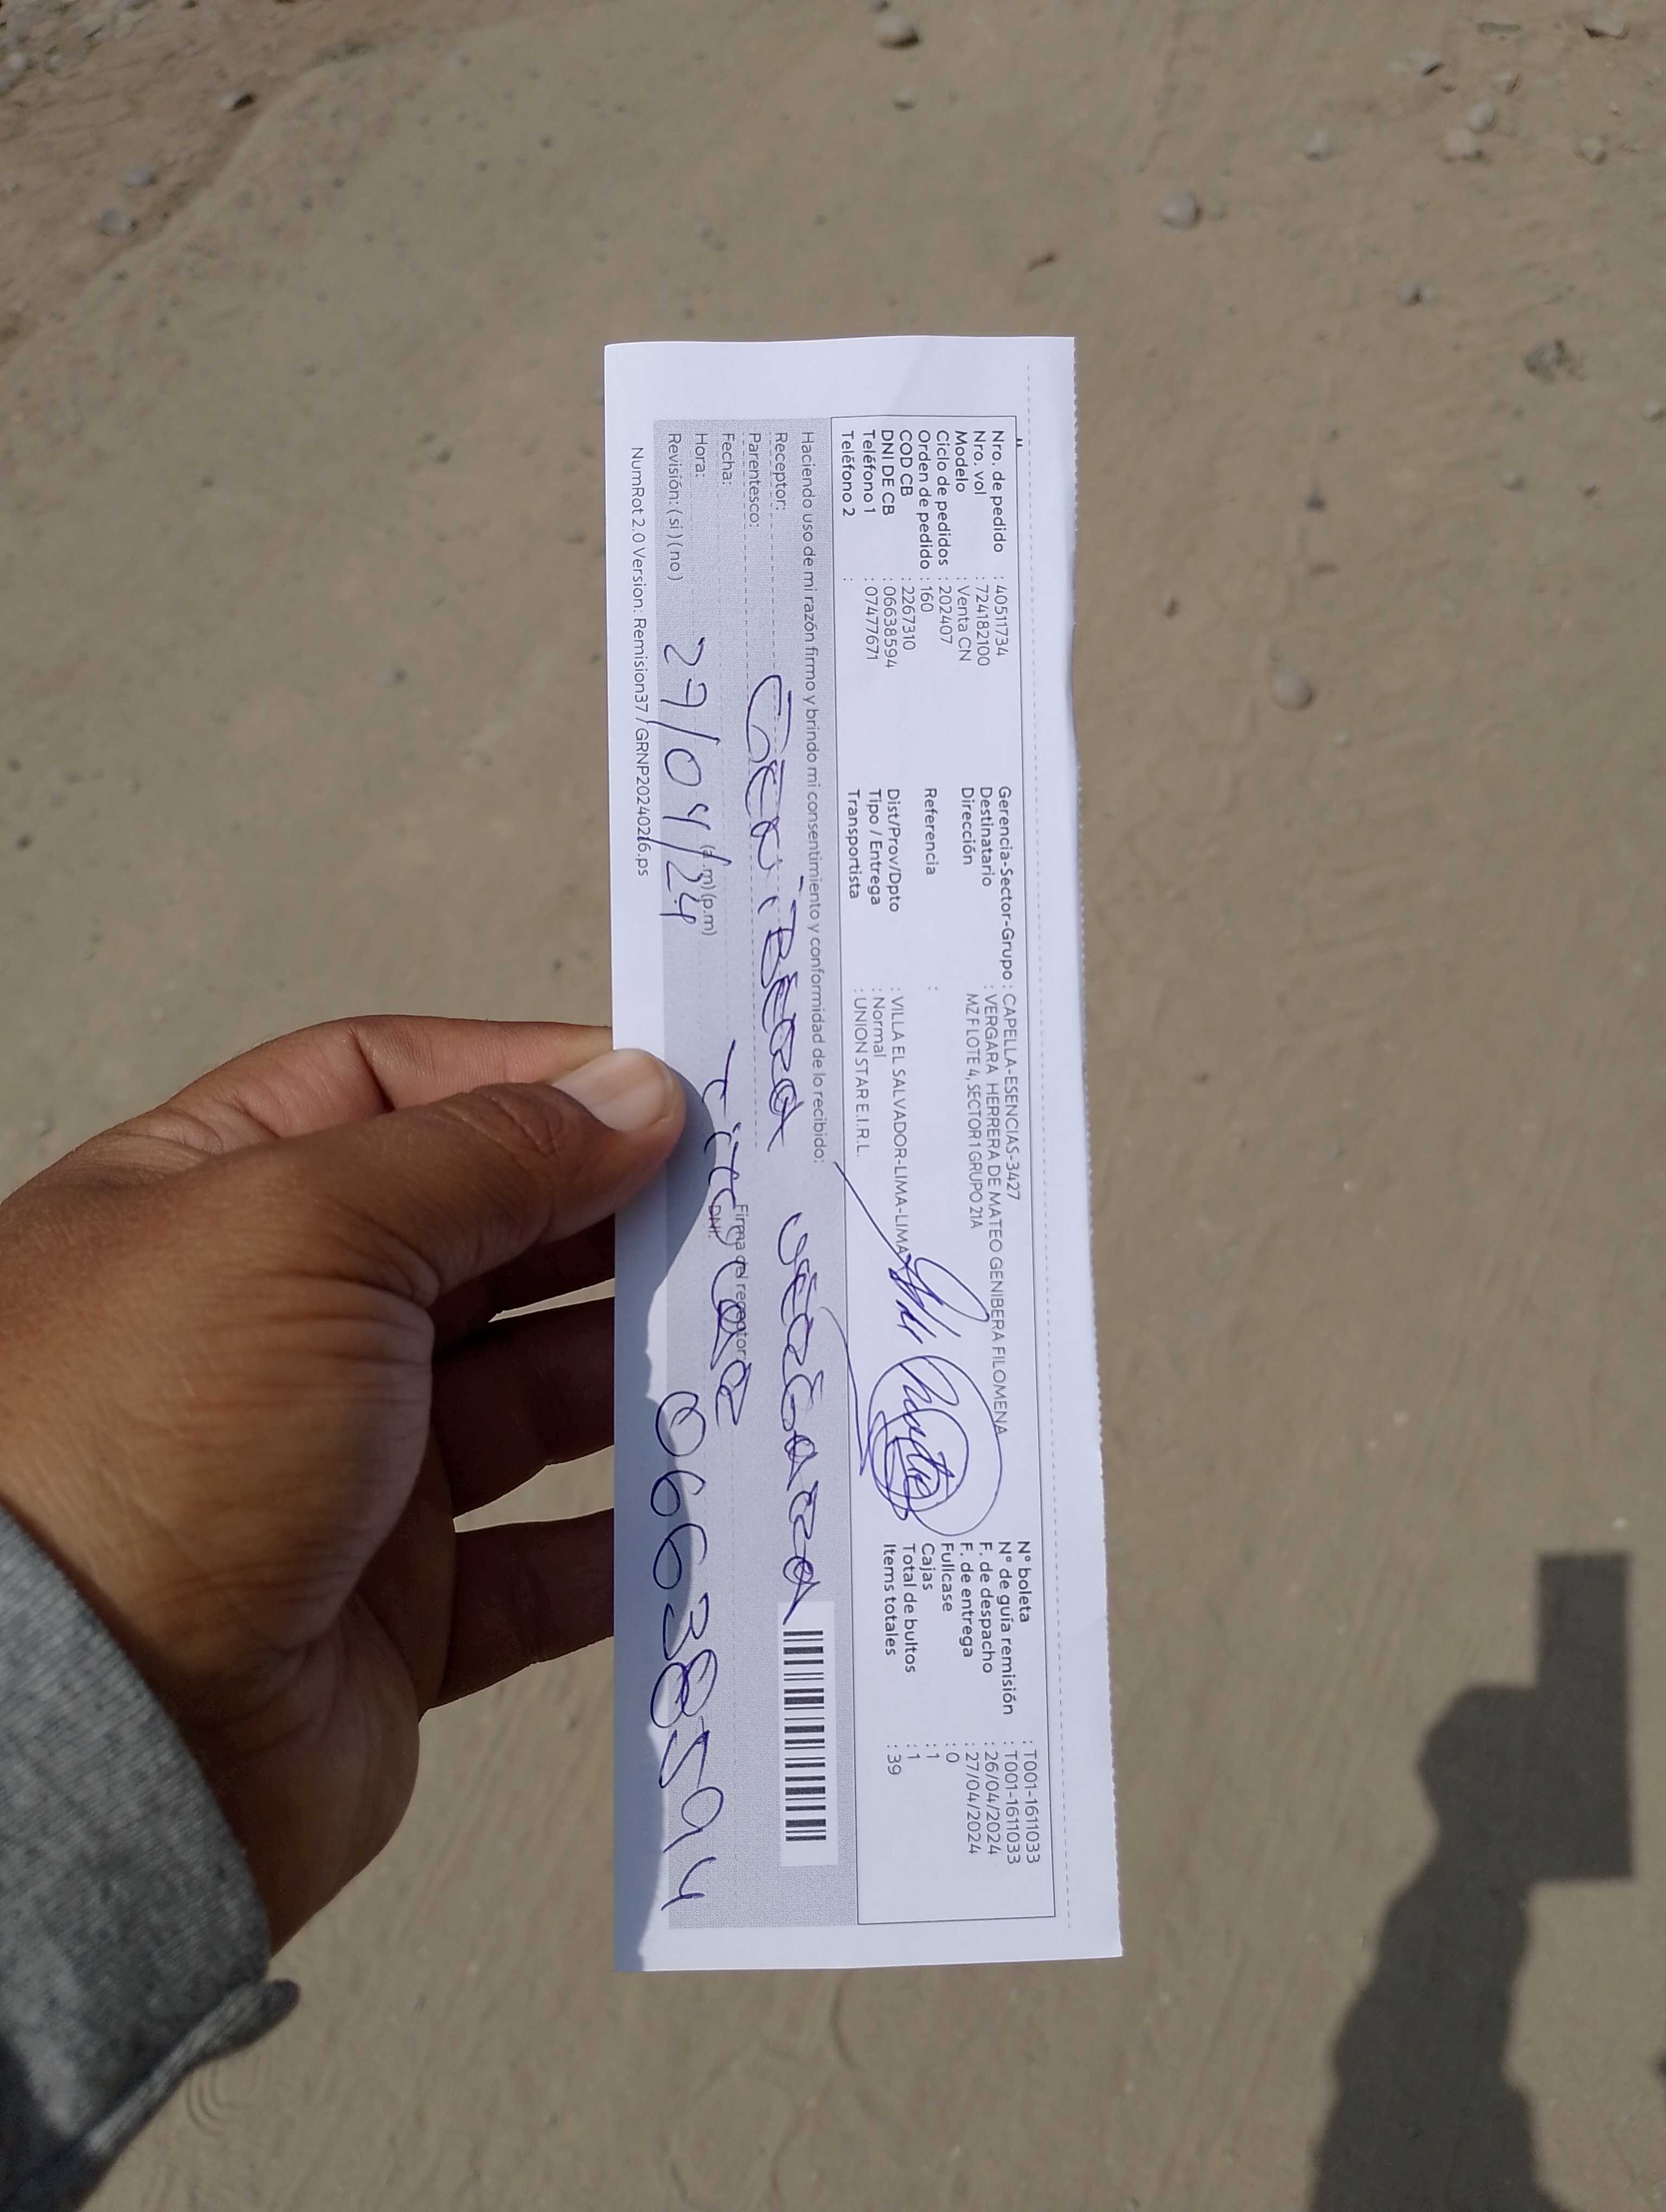 Nro. de pedido : 40511734
Nro. vol : 724182100
Modelo : Venta CN
Ciclo de pedidos : 202407
Orden de pedido : 160
COD CB : 2267310
DNI DE CB : 06638594
Teléfono 1 : 07477671
Teléfono 2 :
Gerencia-Sector-Grupo : CAPELLA-ESENCIAS-3427
Destinatario : VERGARA HERRERA DE MATEO GENIBERA FILOMENA
Dirección MZ F LOTE 4, SECTOR 1 GRUPO 21A
Referencia :
Dist/Prov/Dpto : VILLA EL SALVADOR-LIMA-LIMA
Tipo / Entrega : Normal
Transportista : UNION STAR E.I.R.L.
N° boleta : T001-1611033
N° de guía remisión : T001-1611033
F. de despacho : 26/04/2024
F. de entrega : 27/04/2024
Fullcase : 0
Cajas : 1
Total de bultos : 1
Items totales : 39
Haciendo uso de mi razón firmo y brindo mi consentimiento y conformidad de lo recibido:
Receptor:
Parentesco:
Fecha:
Hora: (a.m)(p.m)
Revisión: (si)(no)
Firma del receptor
DNI:
VERGARA
titular
27/04/24
06638594
NumRot 2.0 Version: Remision37 / GRNP20240216.ps